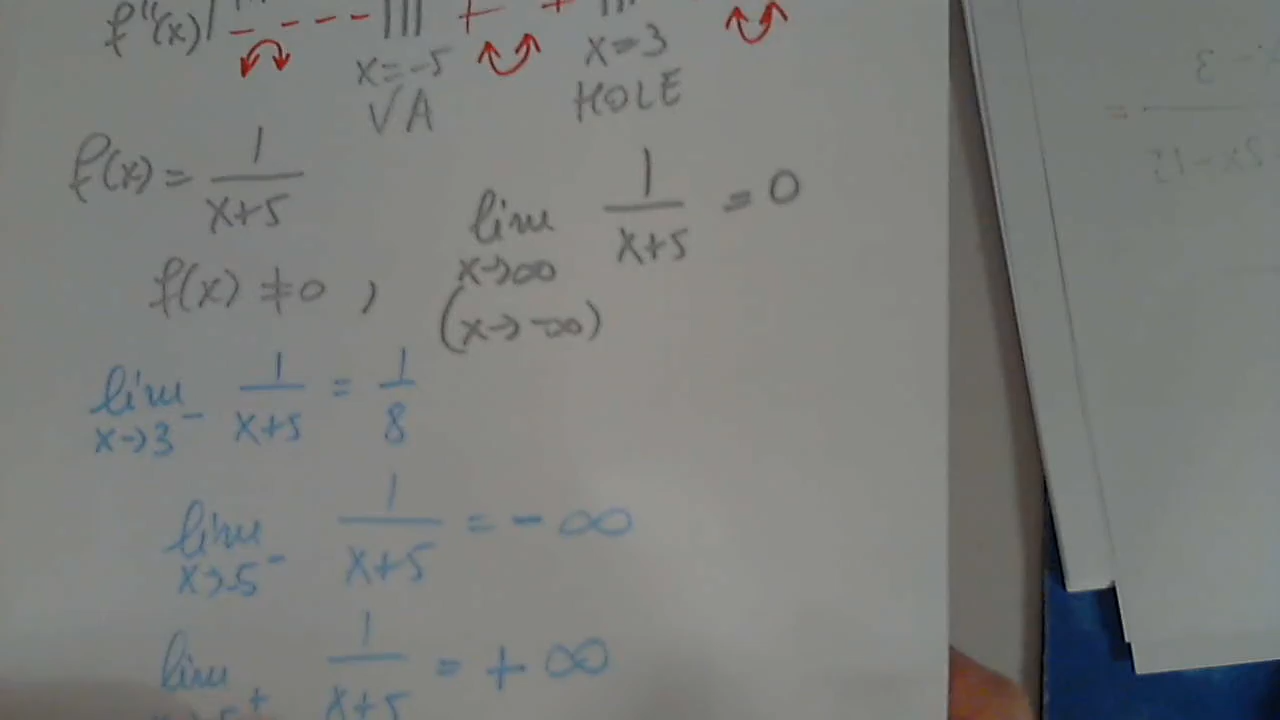 f''(x) | - - - - - ||| + + |||
x=-5 x=3
VA HOLE
f(x) = 1/(x+5)
lim x→∞ (x→-∞) 1/(x+5) = 0
f(x) ≠ 0 ,
lim x→3⁻ 1/(x+5) = 1/8
lim x→-5⁻ 1/(x+5) = - ∞
lim 1/(x+5) = + ∞